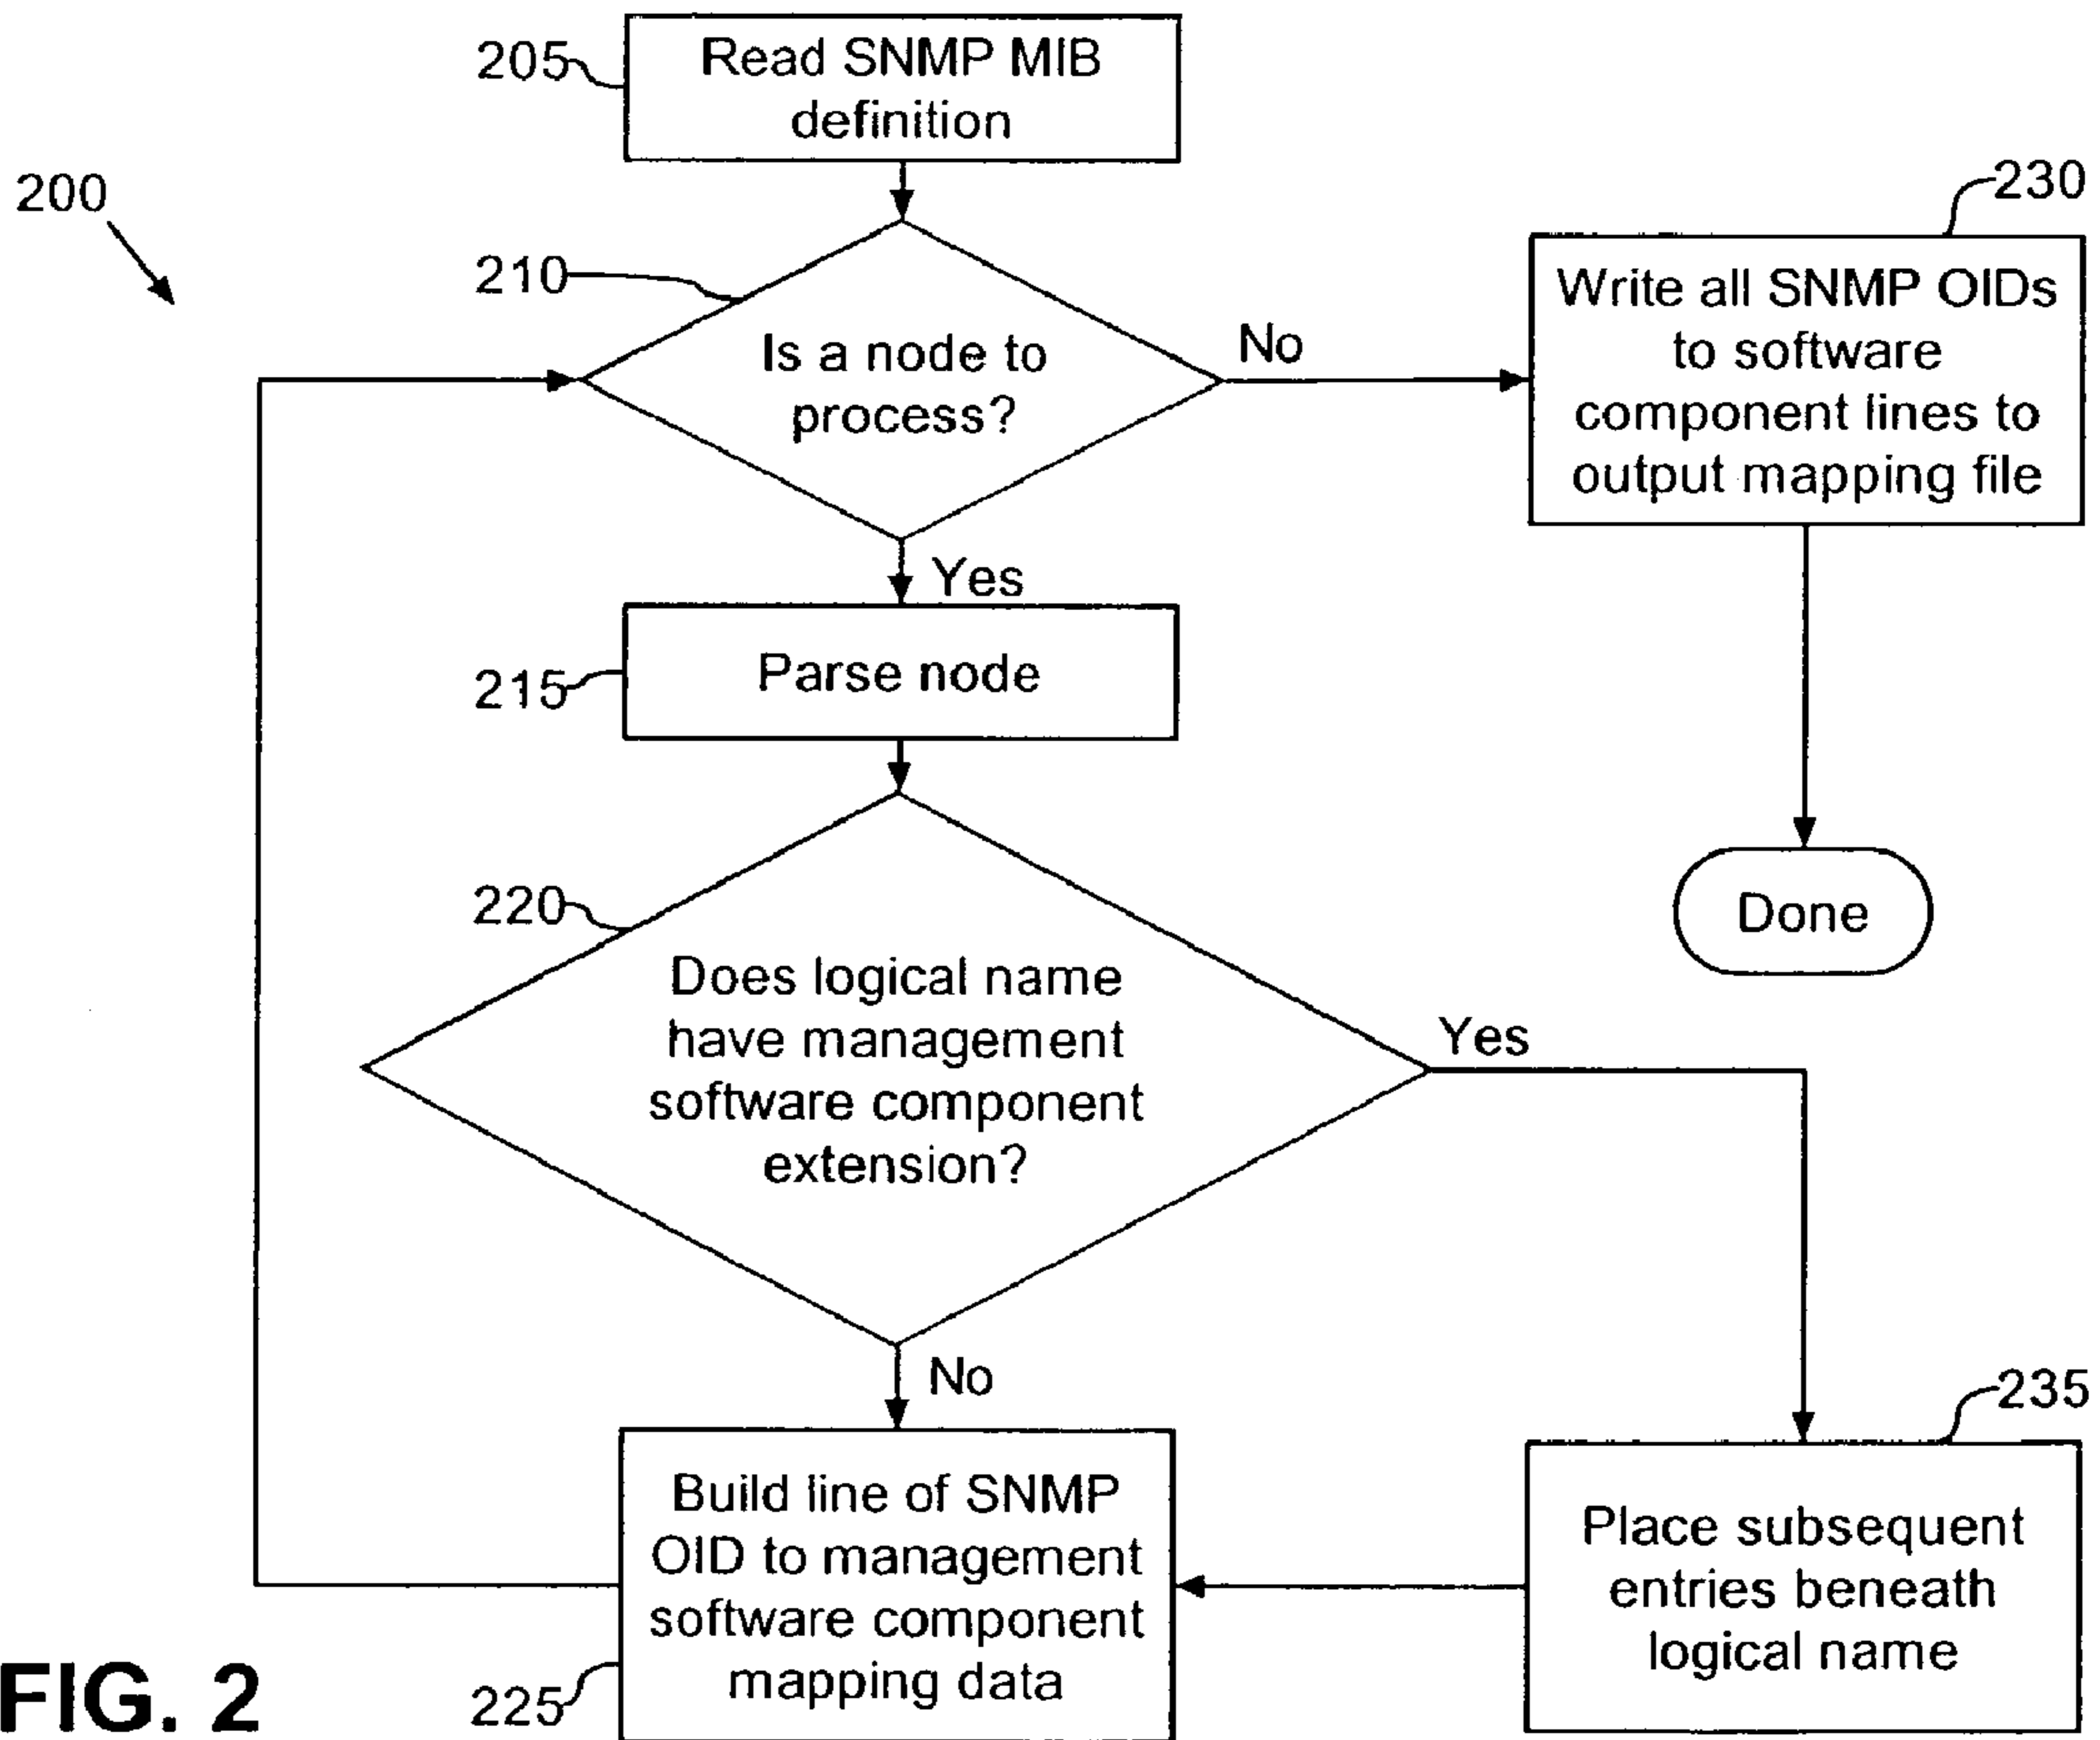 205
Read SNMP MIB
definition
200
210
Is a node to
process?
No
230
Write all SNMP OIDs
to software
component lines to
output mapping file
Yes
215
Parse node
Done
220
Does logical name
have management
software component
extension?
Yes
No
235
Build line of SNMP
OID to management
software component
mapping data
225
Place subsequent
entries beneath
logical name
FIG. 2